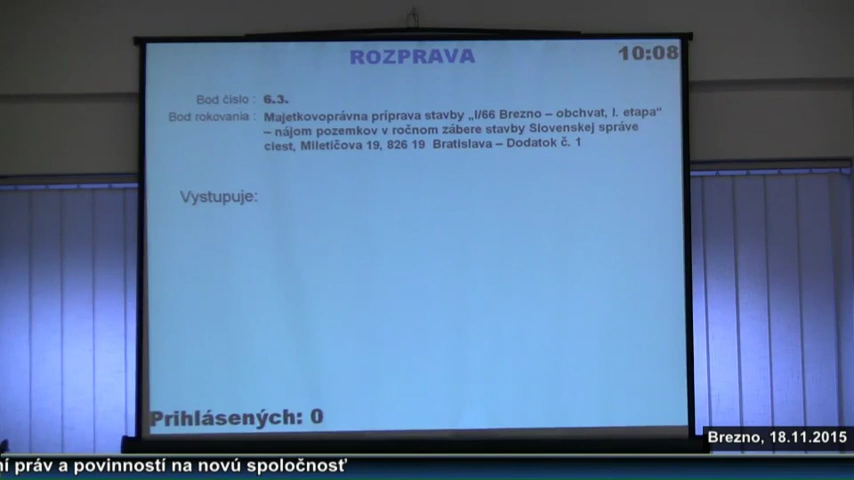 ROZPRAVA
10:08
Bod číslo : 6.3.
Bod rokovania : Majetkovoprávna príprava stavby „I/66 Brezno – obchvat, I. etapa"
– nájom pozemkov v ročnom zábere stavby Slovenskej správe
ciest, Miletičova 19, 826 19 Bratislava – Dodatok č. 1
Vystupuje:
Prihlásených: 0
Brezno, 18.11.2015
ní práv a povinností na novú spoločnosť